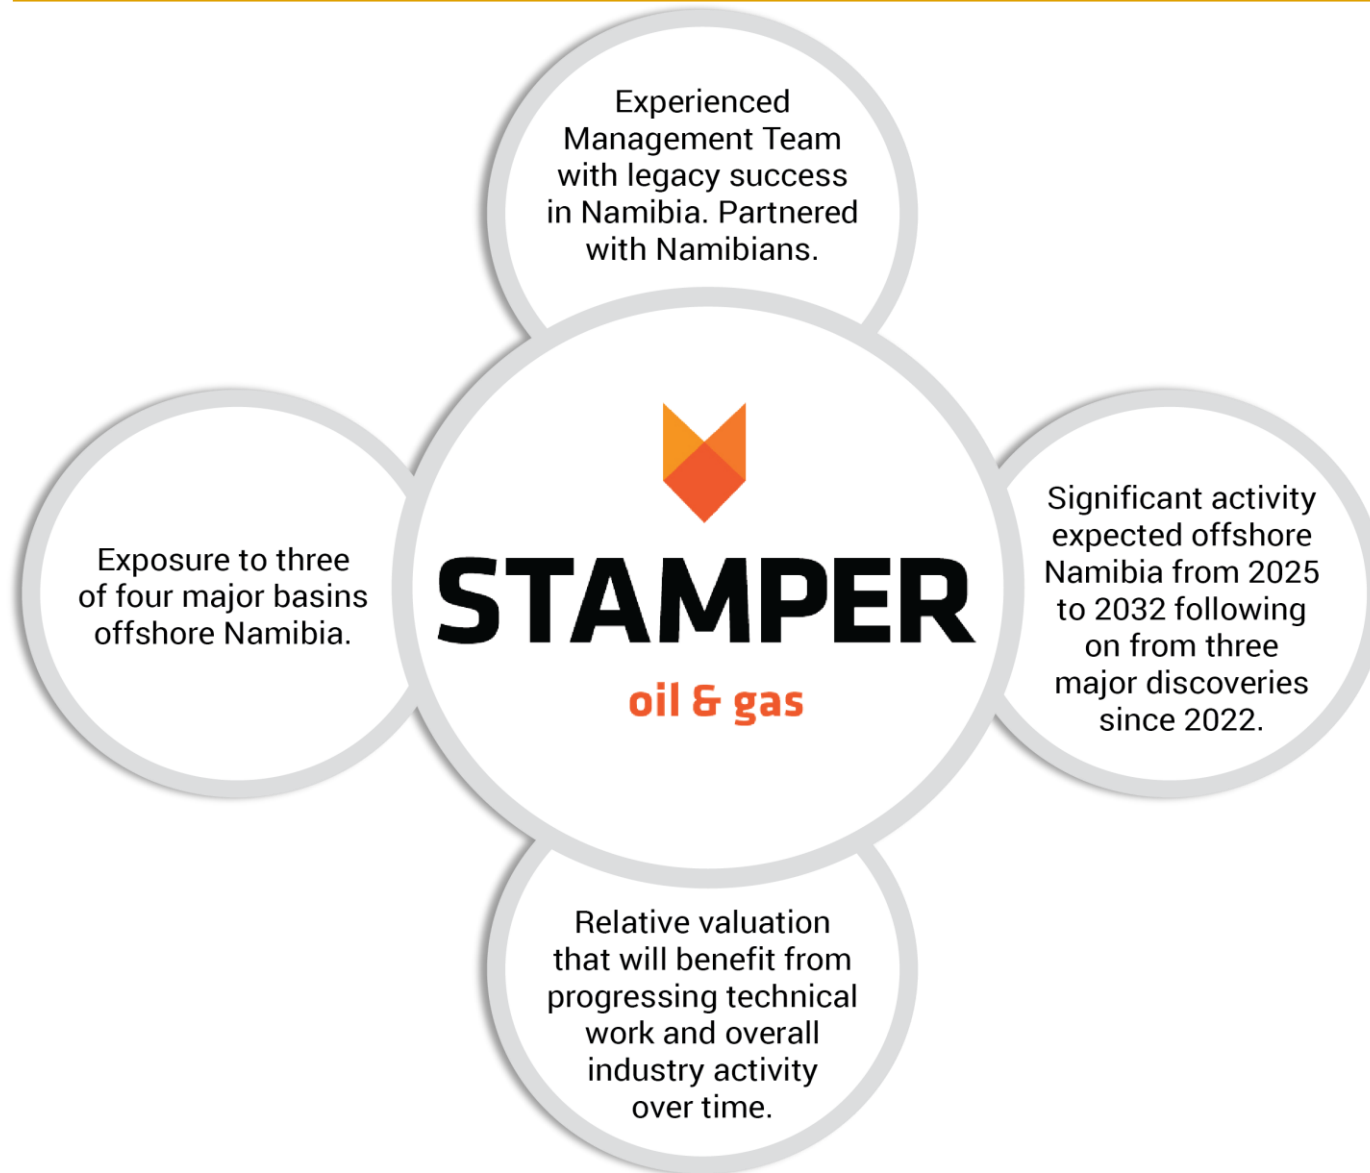 Experienced
Management Team
with legacy success
in Namibia. Partnered
with Namibians.
Exposure to three
of four major basins
offshore Namibia.
STAMPER
oil & gas
Significant activity
expected offshore
Namibia from 2025
to 2032 following
on from three
major discoveries
since 2022.
Relative valuation
that will benefit from
progressing technical
work and overall
industry activity
over time.